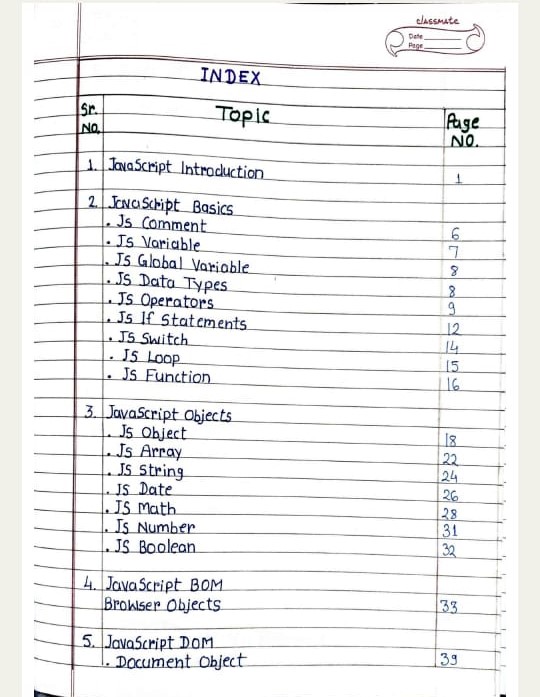 classmate
Date
Page
INDEX
Sr. No. Topic Page No.
1. JavaScript Introduction 1
2. JavaScript Basics
. Js Comment 6
. Js Variable 7
. Js Global Variable 8
. JS Data Types 8
. JS Operators 9
. Js If Statements 12
. JS Switch 14
. JS Loop 15
. JS Function 16
3. JavaScript Objects
. Js Object 18
. Js Array 22
. JS String 24
. JS Date 26
. JS Math 28
. JS Number 31
. JS Boolean 32
4. JavaScript BOM
Browser Objects 33
5. JavaScript DOM
. Document Object 39